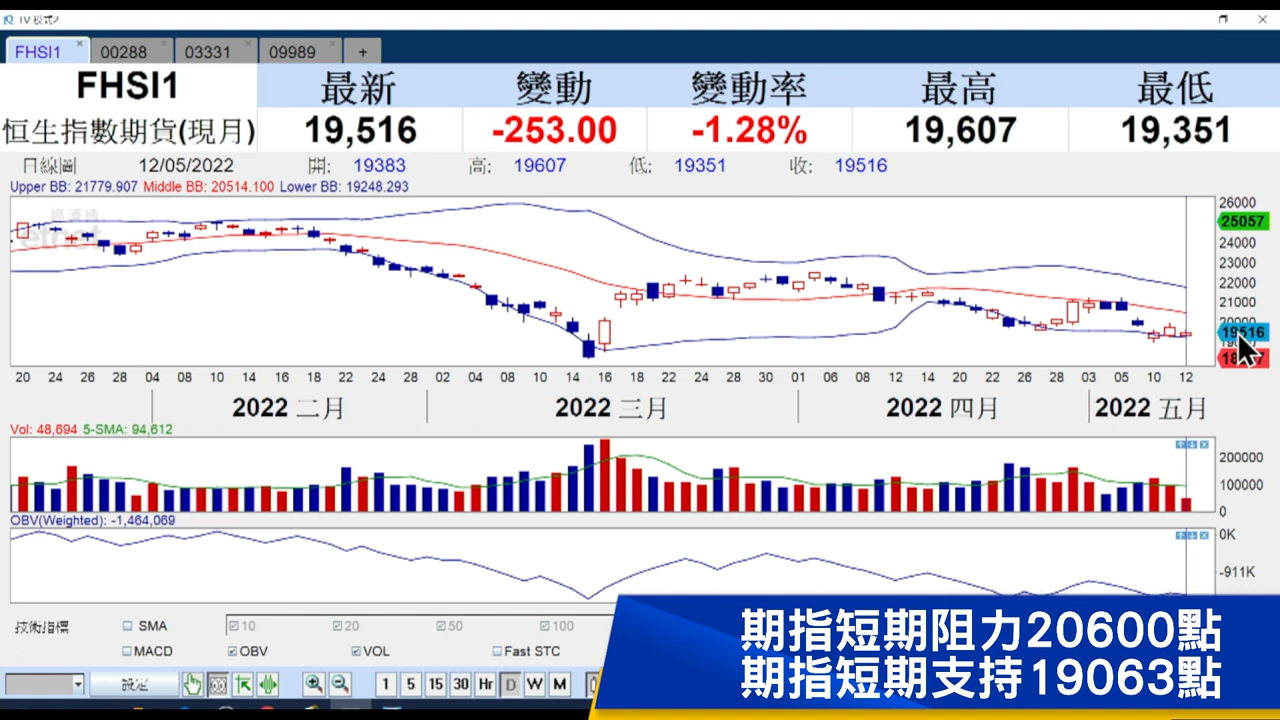 TV 模式2
FHSI1 00288 03331 09989 +
FHSI1 最新 變動 變動率 最高 最低
恒生指數期貨(現月) 19,516 -253.00 -1.28% 19,607 19,351
日線圖 12/05/2022 開: 19383 高: 19607 低: 19351 收: 19516
Upper BB: 21779.907 Middle BB: 20514.100 Lower BB: 19248.293
經濟通
etnet
26000
25057
24000
23000
22000
21000
20000
19516
20 24 26 28 04 08 10 14 16 18 22 24 28 02 04 08 10 14 16 18 22 24 28 30 01 06 08 12 14 20 22 26 28 03 05 10 12
2022 二月 2022 三月 2022 四月 2022 五月
Vol: 48,694 5-SMA: 94,612
200000
100000
0
OBV(Weighted): -1,464,069
0K
-911K
技術指標 SMA 10 20 50 100
MACD OBV VOL Fast STC
設定 1 5 15 30 Hr D W M
期指短期阻力20600點
期指短期支持19063點